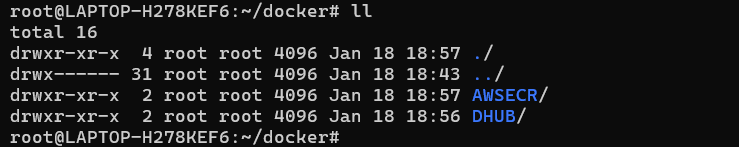 root@LAPTOP-H278KEF6:~/docker# ll
total 16
drwxr-xr-x  4 root root 4096 Jan 18 18:57 ./
drwx------ 31 root root 4096 Jan 18 18:43 ../
drwxr-xr-x  2 root root 4096 Jan 18 18:57 AWSECR/
drwxr-xr-x  2 root root 4096 Jan 18 18:56 DHUB/
root@LAPTOP-H278KEF6:~/docker#